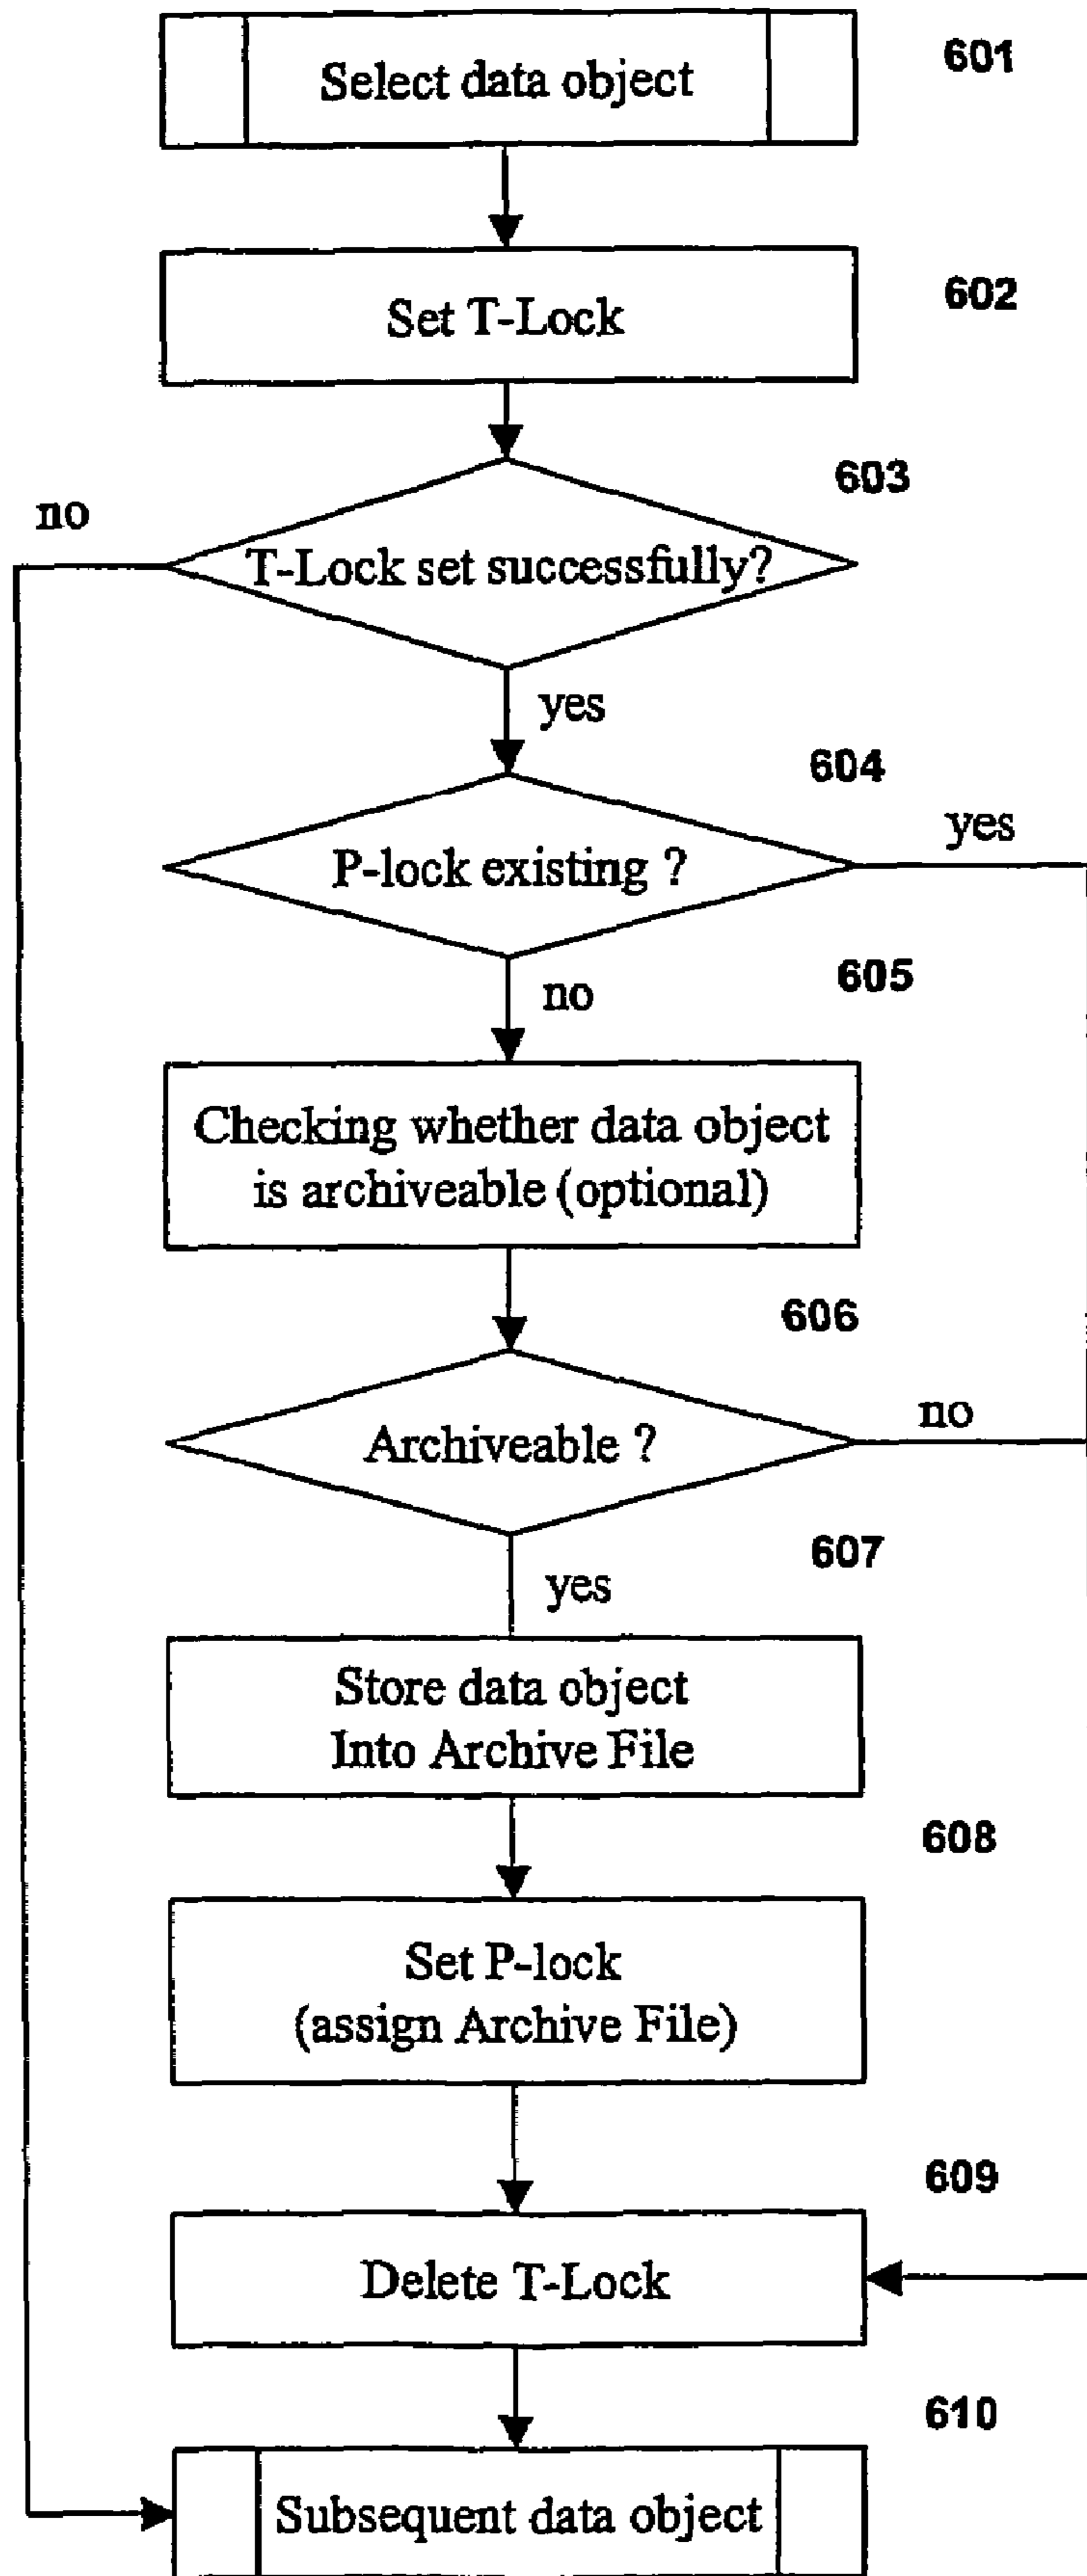 Select data object
601
Set T-Lock
602
603
no
T-Lock set successfully?
yes
604
yes
P-lock existing ?
605
no
Checking whether data object
is archiveable (optional)
606
no
Archiveable ?
607
yes
Store data object
Into Archive File
608
Set P-lock
(assign Archive File)
609
Delete T-Lock
610
Subsequent data object